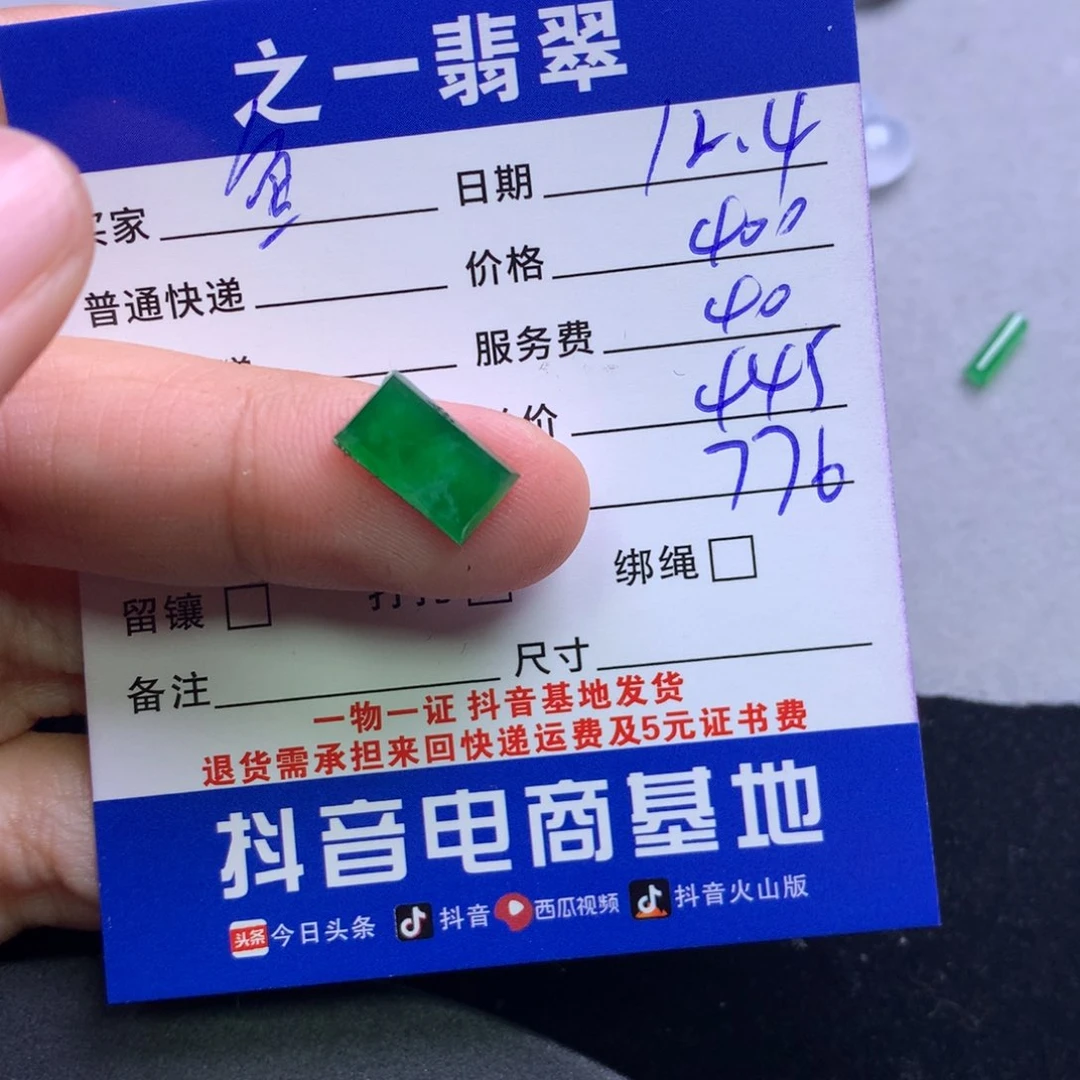 之一翡翠
家 日期 12.4
普通快递 价格 400
服务费 40
价 445
776
留镶 绑绳
备注 尺寸
一物一证 抖音基地发货
退货需承担来回快递运费及5元证书费
抖音电商基地
头条 今日头条 抖音 西瓜视频 抖音火山版